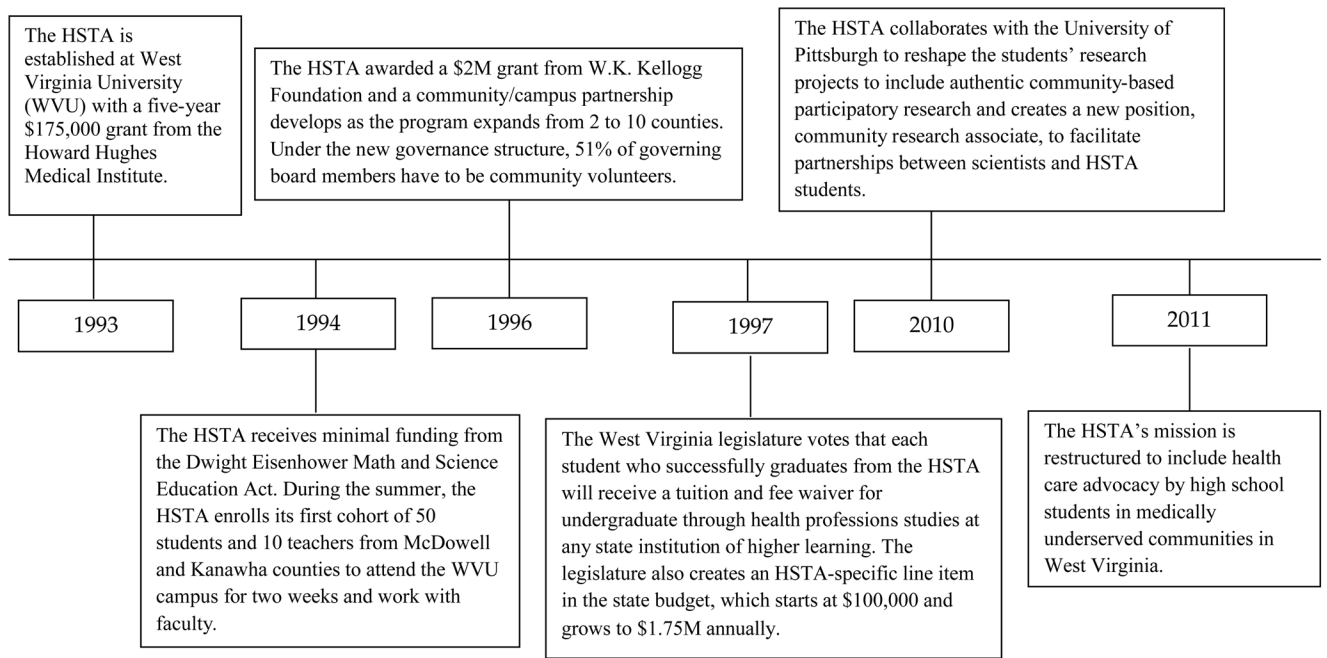 The HSTA is
established at West
Virginia University
(WVU) with a five-year
$175,000 grant from the
Howard Hughes
Medical Institute.
The HSTA awarded a $2M grant from W.K. Kellogg
Foundation and a community/campus partnership
develops as the program expands from 2 to 10 counties.
Under the new governance structure, 51% of governing
board members have to be community volunteers.
The HSTA collaborates with the University of
Pittsburgh to reshape the students’ research
projects to include authentic community-based
participatory research and creates a new position,
community research associate, to facilitate
partnerships between scientists and HSTA
students.
1993
1994
1996
1997
2010
2011
The HSTA receives minimal funding from
the Dwight Eisenhower Math and Science
Education Act. During the summer, the
HSTA enrolls its first cohort of 50
students and 10 teachers from McDowell
and Kanawha counties to attend the WVU
campus for two weeks and work with
faculty.
The West Virginia legislature votes that each
student who successfully graduates from the HSTA
will receive a tuition and fee waiver for
undergraduate through health professions studies at
any state institution of higher learning. The
legislature also creates an HSTA-specific line item
in the state budget, which starts at $100,000 and
grows to $1.75M annually.
The HSTA’s mission is
restructured to include health
care advocacy by high school
students in medically
underserved communities in
West Virginia.